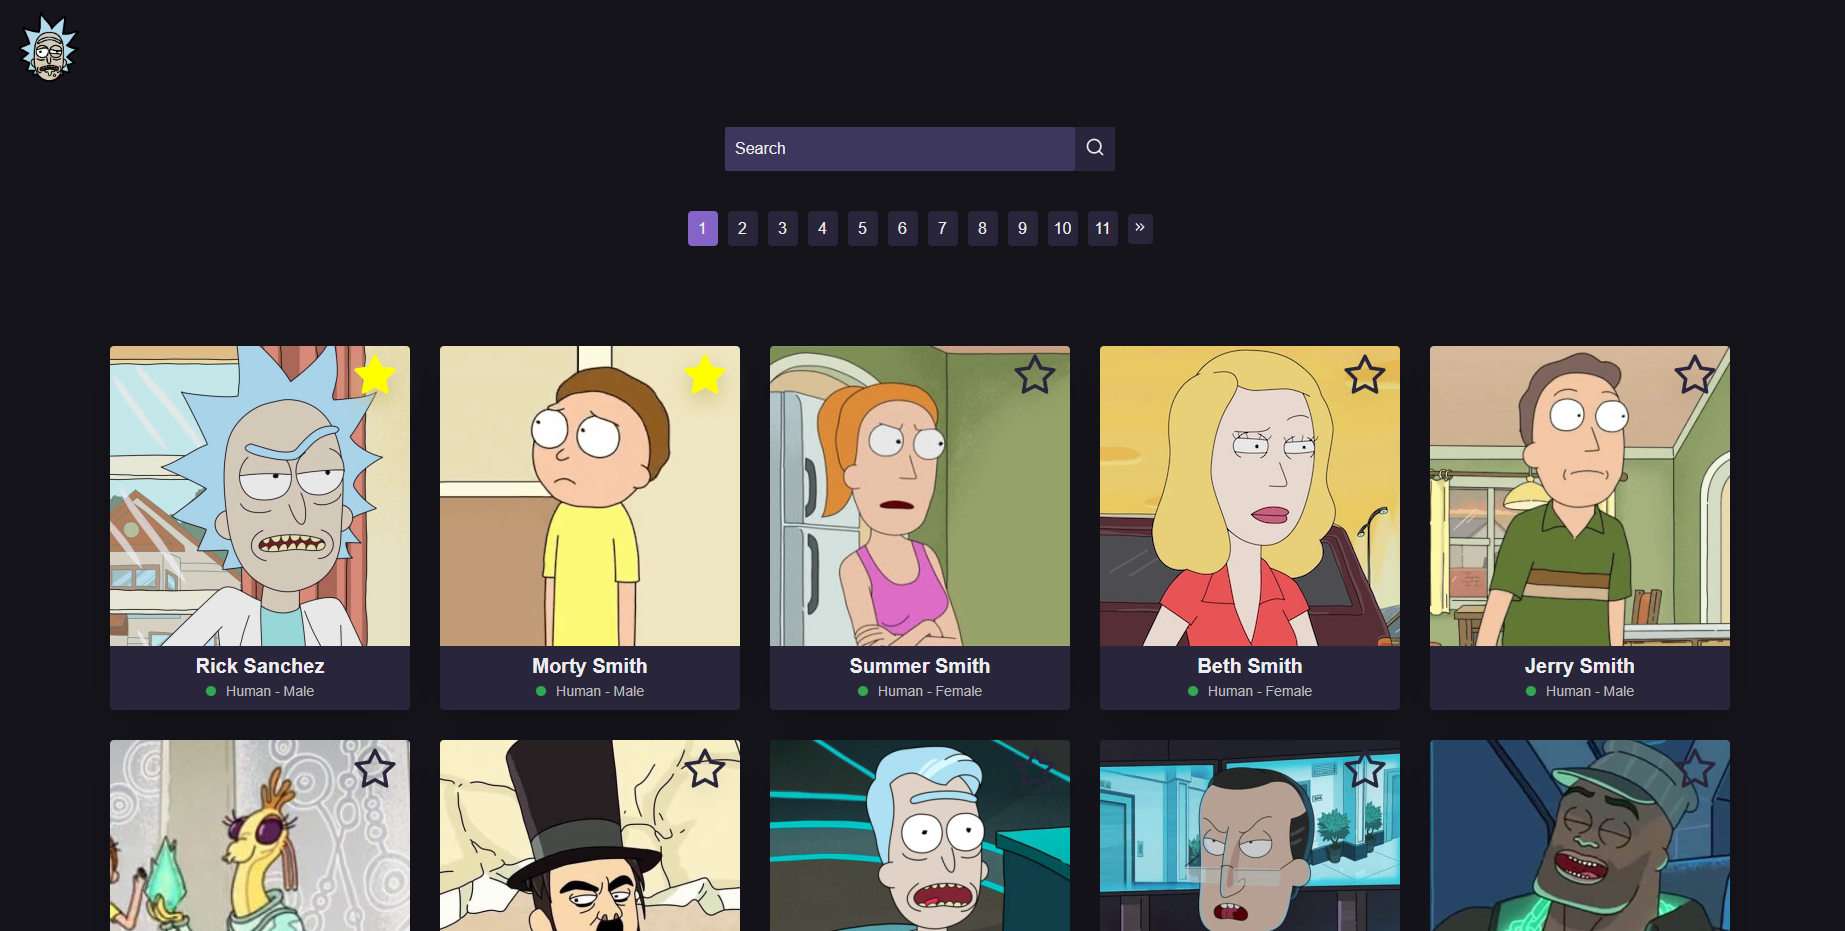 Search
1 2 3 4 5 6 7 8 9 10 11 »
Rick Sanchez
Human - Male
Morty Smith
Human - Male
Summer Smith
Human - Female
Beth Smith
Human - Female
Jerry Smith
Human - Male